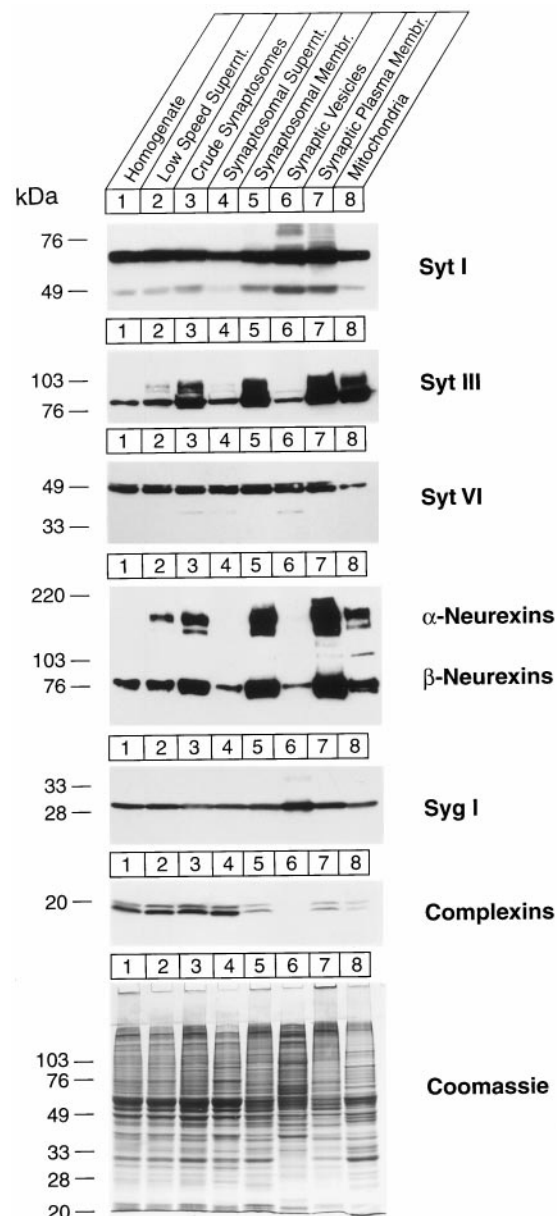 Homogenate
Low Speed Supernt.
Crude Synaptosomes
Synaptosomal Supernt.
Synaptosomal Membr.
Synaptic Vesicles
Synaptic Plasma Membr.
Mitochondria
kDa
1 2 3 4 5 6 7 8
76
Syt I
49
1 2 3 4 5 6 7 8
103
Syt III
76
1 2 3 4 5 6 7 8
49
Syt VI
33
1 2 3 4 5 6 7 8
220
α-Neurexins
103
β-Neurexins
76
1 2 3 4 5 6 7 8
33
Syg I
28
1 2 3 4 5 6 7 8
20
Complexins
1 2 3 4 5 6 7 8
103
76
Coomassie
49
33
28
20